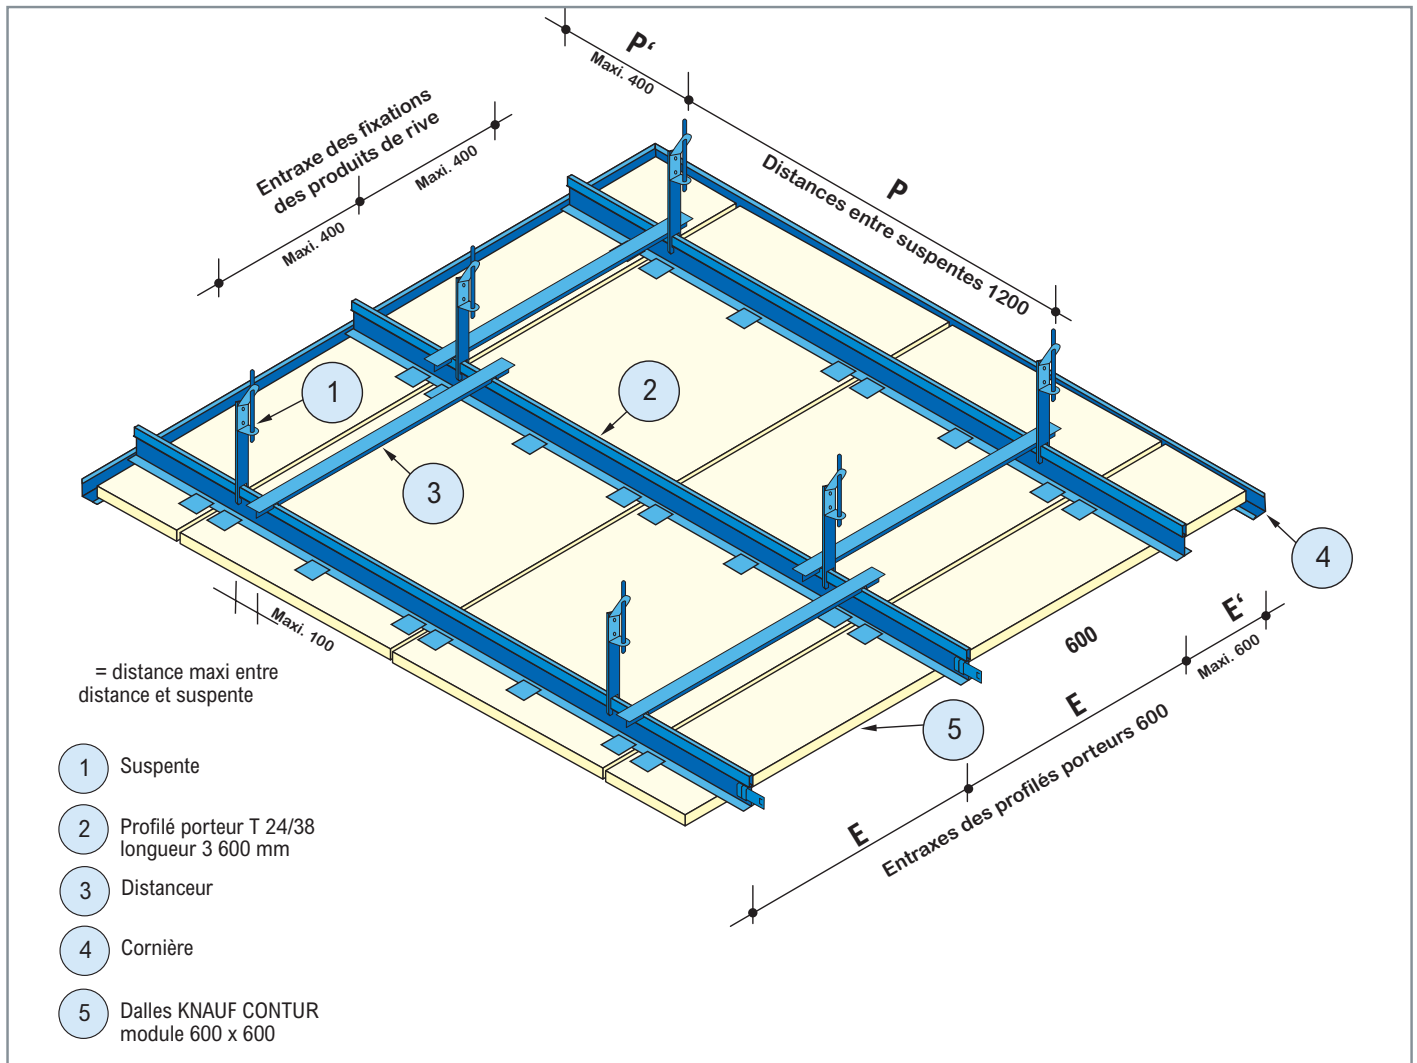 P‘
Maxi. 400
Entraxe des fixations
des produits de rive
Maxi. 400
Maxi. 400
P
Distances entre suspentes 1200
1
2
3
4
5
Maxi. 100
= distance maxi entre
distance et suspente
600
E‘
Maxi. 600
E
E
Entraxes des profilés porteurs 600
1 Suspente
2 Profilé porteur T 24/38
longueur 3 600 mm
3 Distanceur
4 Cornière
5 Dalles KNAUF CONTUR
module 600 x 600